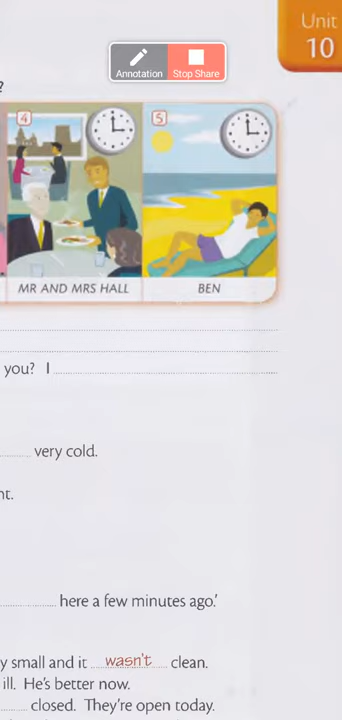 Unit
10
Annotation
Stop Share
?
4
5
MR AND MRS HALL
BEN
you? I
very cold.
nt.
here a few minutes ago.'
y small and it wasn't clean.
ill. He's better now.
closed. They're open today.